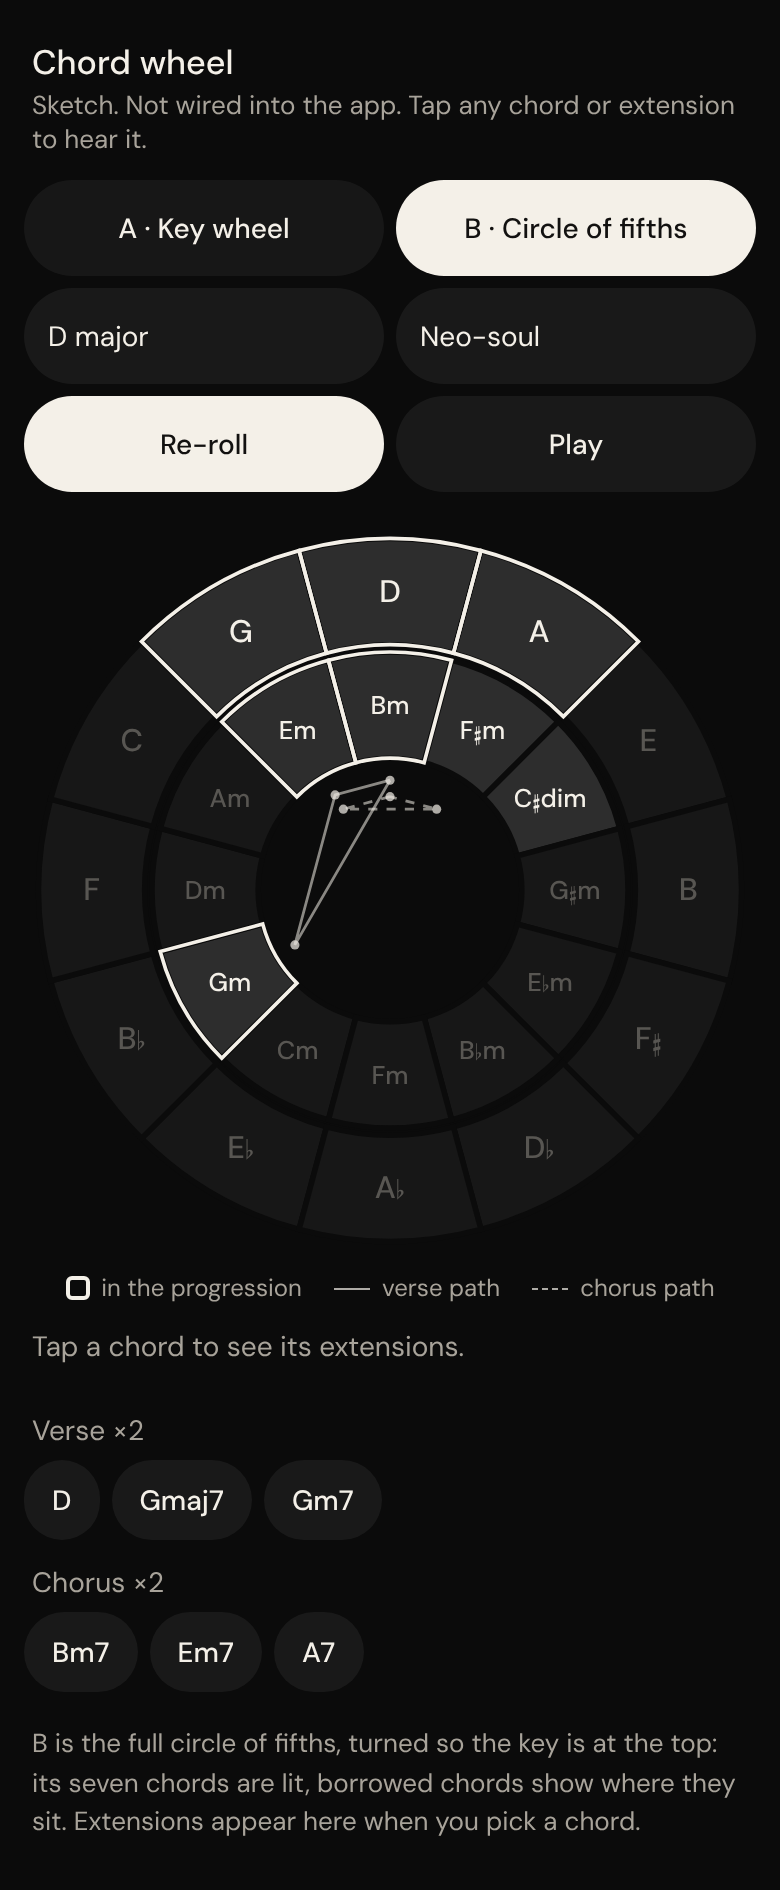 Chord wheel
Sketch. Not wired into the app. Tap any chord or extension
to hear it.
A · Key wheel
B · Circle of fifths
D major
Neo-soul
Re-roll
Play
D
G
A
Bm
Em
F♯m
C
E
Am
C♯dim
F
Dm
G♯m
B
Gm
E♭m
B♭
F♯
Cm
B♭m
Fm
E♭
D♭
A♭
in the progression
verse path
chorus path
Tap a chord to see its extensions.
Verse ×2
D
Gmaj7
Gm7
Chorus ×2
Bm7
Em7
A7
B is the full circle of fifths, turned so the key is at the top:
its seven chords are lit, borrowed chords show where they
sit. Extensions appear here when you pick a chord.